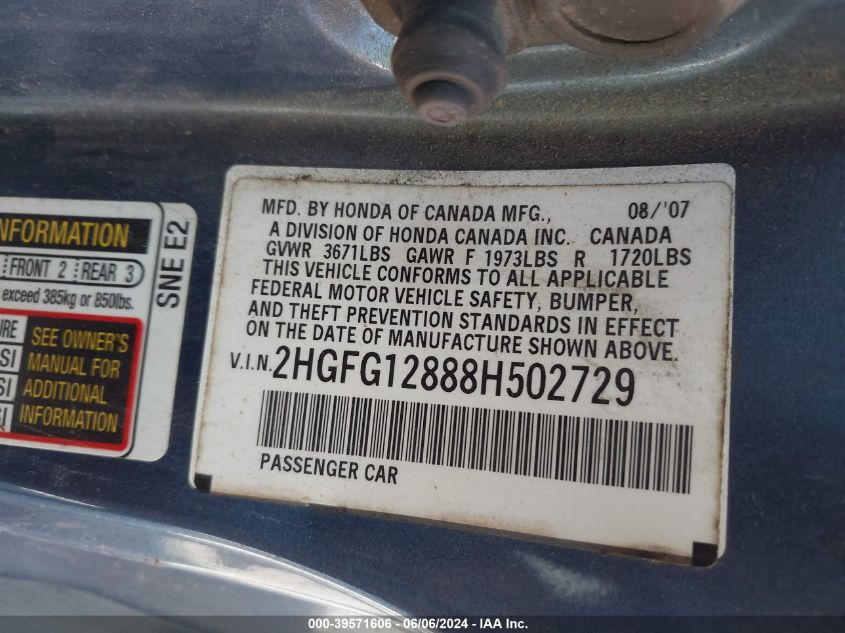 INFORMATION
FRONT 2 REAR 3
exceed 385kg or 850lbs.
SEE OWNER'S
MANUAL FOR
ADDITIONAL
INFORMATION
SNE E2
MFD. BY HONDA OF CANADA MFG., 08/'07
A DIVISION OF HONDA CANADA INC. CANADA
GVWR 3671LBS GAWR F 1973LBS R 1720LBS
THIS VEHICLE CONFORMS TO ALL APPLICABLE
FEDERAL MOTOR VEHICLE SAFETY, BUMPER,
AND THEFT PREVENTION STANDARDS IN EFFECT
ON THE DATE OF MANUFACTURE SHOWN ABOVE.
V.I.N. 2HGFG12888H502729
PASSENGER CAR
000-39571606 - 06/06/2024 - IAA Inc.